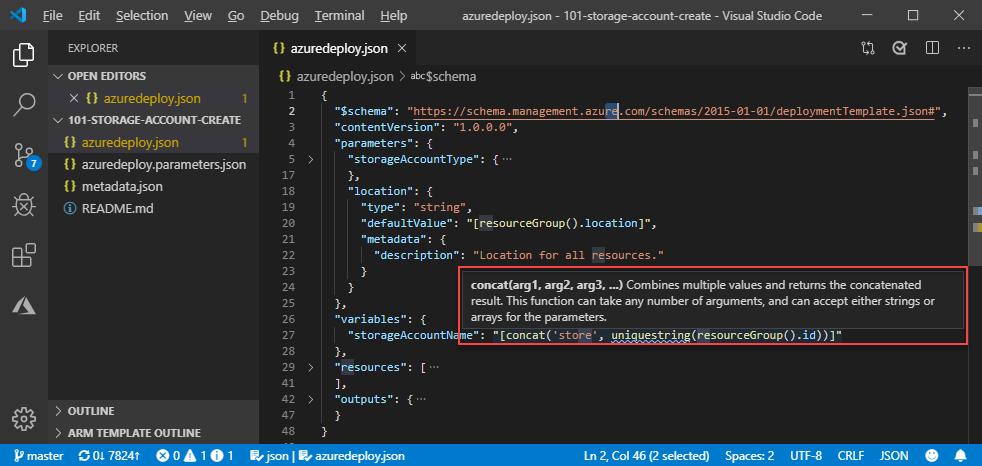 File Edit Selection View Go Debug Terminal Help azuredeploy.json - 101-storage-account-create - Visual Studio Code
EXPLORER
OPEN EDITORS
azuredeploy.json 1
101-STORAGE-ACCOUNT-CREATE
azuredeploy.json 1
azuredeploy.parameters.json
metadata.json
README.md
7
OUTLINE
ARM TEMPLATE OUTLINE
{} azuredeploy.json
{} azuredeploy.json > abc $schema
1 {
2 "$schema": "https://schema.management.azure.com/schemas/2015-01-01/deploymentTemplate.json#",
3 "contentVersion": "1.0.0.0",
4 "parameters": {
5 "storageAccountType": { ...
17 },
18 "location": {
19 "type": "string",
20 "defaultValue": "[resourceGroup().location]",
21 "metadata": {
22 "description": "Location for all resources."
23 }
24 }
25 },
concat(arg1, arg2, arg3, ...) Combines multiple values and returns the concatenated
result. This function can take any number of arguments, and can accept either strings or
arrays for the parameters.
26 "variables": {
27 "storageAccountName": "[concat('store', uniquestring(resourceGroup().id))]"
28 },
29 "resources": [ ...
41 ],
42 "outputs": { ...
47 }
48 }
master 0↓ 7824↑ 0 1 1 json | azuredeploy.json Ln 2, Col 46 (2 selected) Spaces: 2 UTF-8 CRLF JSON